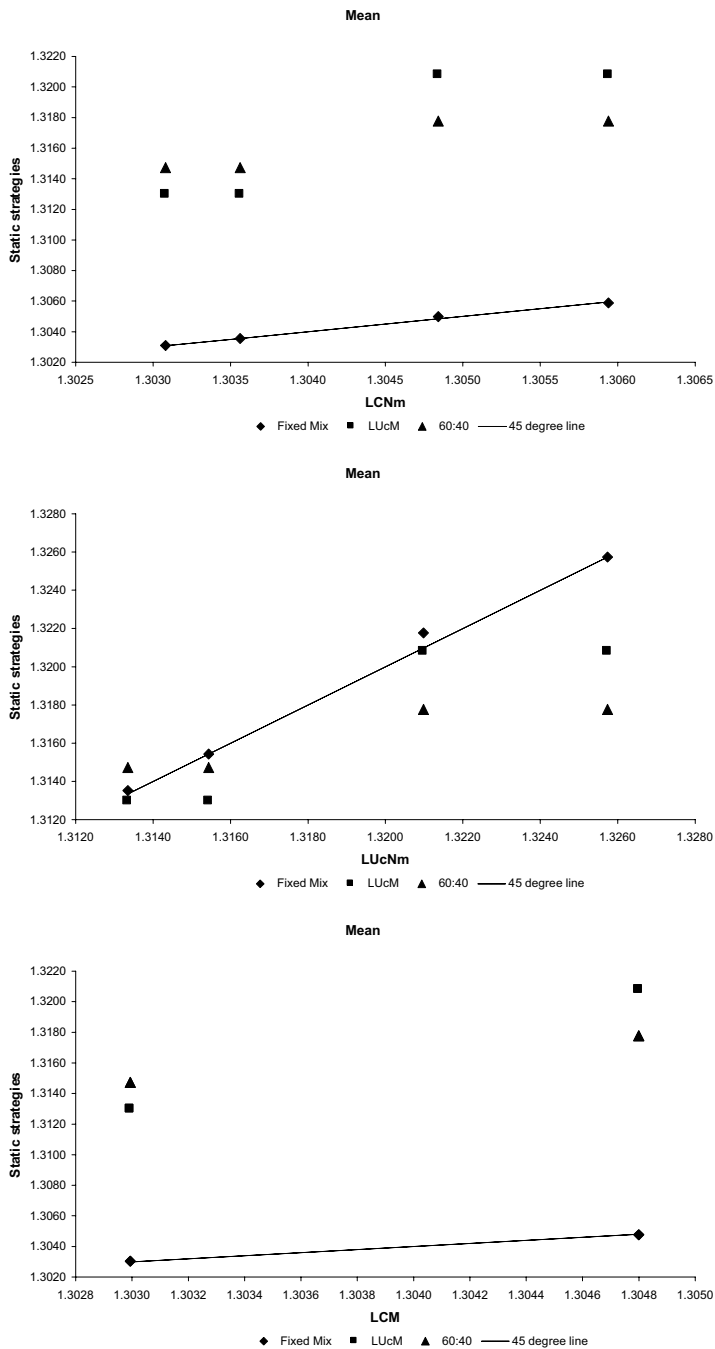 Mean
1.3220
1.3200
1.3180
1.3160
1.3140
1.3120
1.3100
1.3080
1.3060
1.3040
1.3020
Static strategies
1.3025 1.3030 1.3035 1.3040 1.3045 1.3050 1.3055 1.3060 1.3065
LCNm
Fixed Mix LUcM 60:40 45 degree line
Mean
1.3280
1.3260
1.3240
1.3220
1.3200
1.3180
1.3160
1.3140
1.3120
Static strategies
1.3120 1.3140 1.3160 1.3180 1.3200 1.3220 1.3240 1.3260 1.3280
LUcNm
Fixed Mix LUcM 60:40 45 degree line
Mean
1.3220
1.3200
1.3180
1.3160
1.3140
1.3120
1.3100
1.3080
1.3060
1.3040
1.3020
Static strategies
1.3028 1.3030 1.3032 1.3034 1.3036 1.3038 1.3040 1.3042 1.3044 1.3046 1.3048 1.3050
LCM
Fixed Mix LUcM 60:40 45 degree line